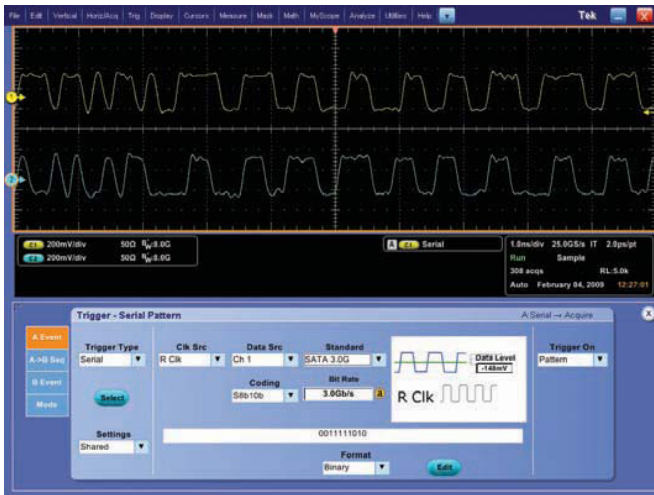 File Edit Vertical Horiz/Acq Trig Display Cursors Measure Mask Math MyScope Analyze Utilities Help Tek X
1
2
C1 200mV/div 50Ω BW:8.0G
C2 200mV/div 50Ω BW:8.0G
A C1 Serial
1.0ns/div 25.0GS/s IT 2.0ps/pt
Run Sample
308 acqs RL:5.0k
Auto February 04, 2009 12:27:01
Trigger - Serial Pattern
A:Serial → Acquire X
A Event
A->B Seq
B Event
Mode
Trigger Type
Serial
Select
Settings
Shared
Clk Src
R Clk
Data Src
Ch 1
Standard
SATA 3.0G
Coding
S8b10b
Bit Rate
3.0Gb/s a
Data Level
-148mV
R Clk
Trigger On
Pattern
0011111010
Format
Binary
Edit